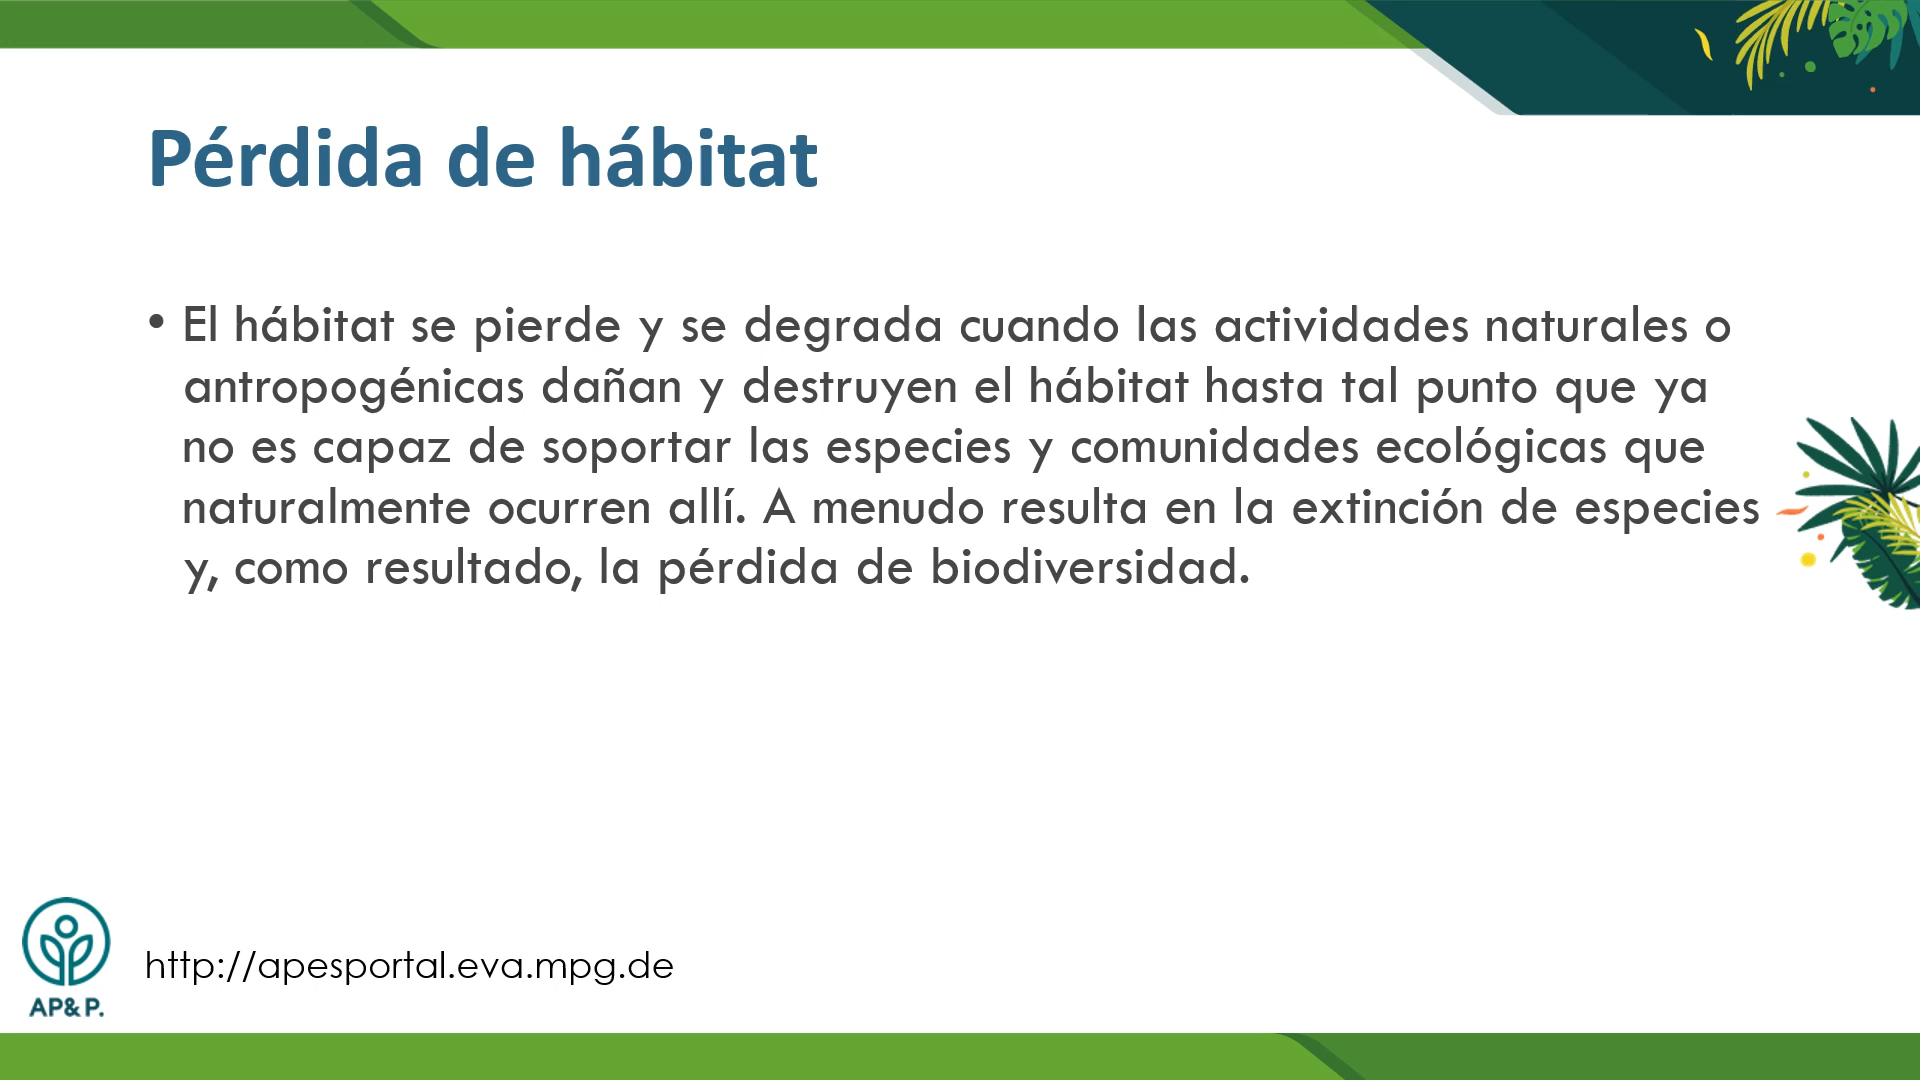 Pérdida de hábitat
• El hábitat se pierde y se degrada cuando las actividades naturales o
antropogénicas dañan y destruyen el hábitat hasta tal punto que ya
no es capaz de soportar las especies y comunidades ecológicas que
naturalmente ocurren allí. A menudo resulta en la extinción de especies
y, como resultado, la pérdida de biodiversidad.
http://apesportal.eva.mpg.de
AP&P.